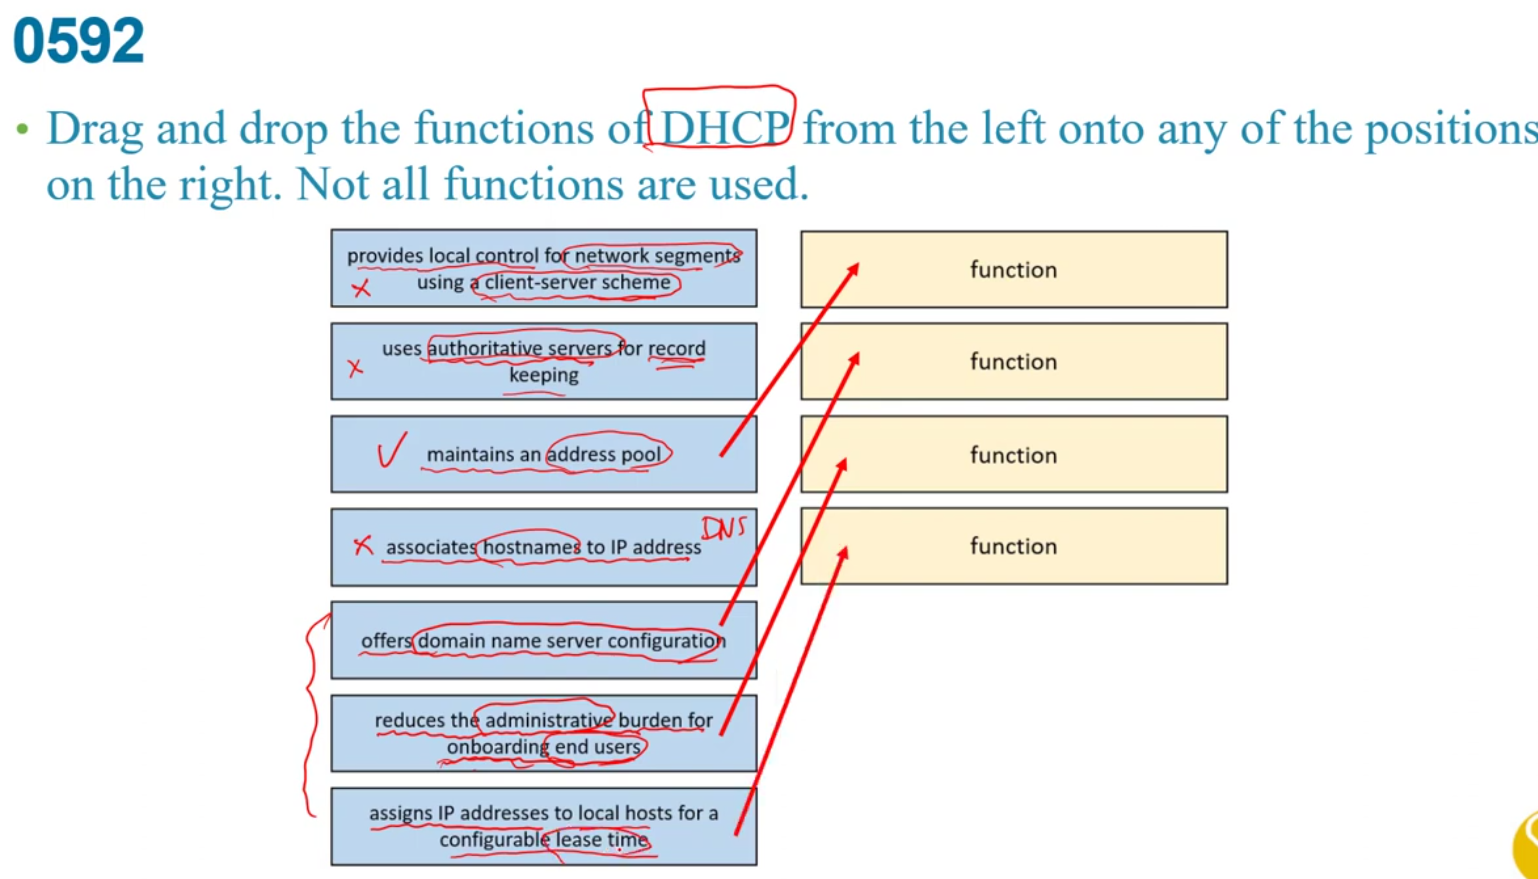 0592
• Drag and drop the functions of DHCP from the left onto any of the positions
on the right. Not all functions are used.
provides local control for network segments
using a client-server scheme
uses authoritative servers for record
keeping
maintains an address pool
DNS
associates hostnames to IP address
offers domain name server configuration
reduces the administrative burden for
onboarding end users
assigns IP addresses to local hosts for a
configurable lease time
function
function
function
function